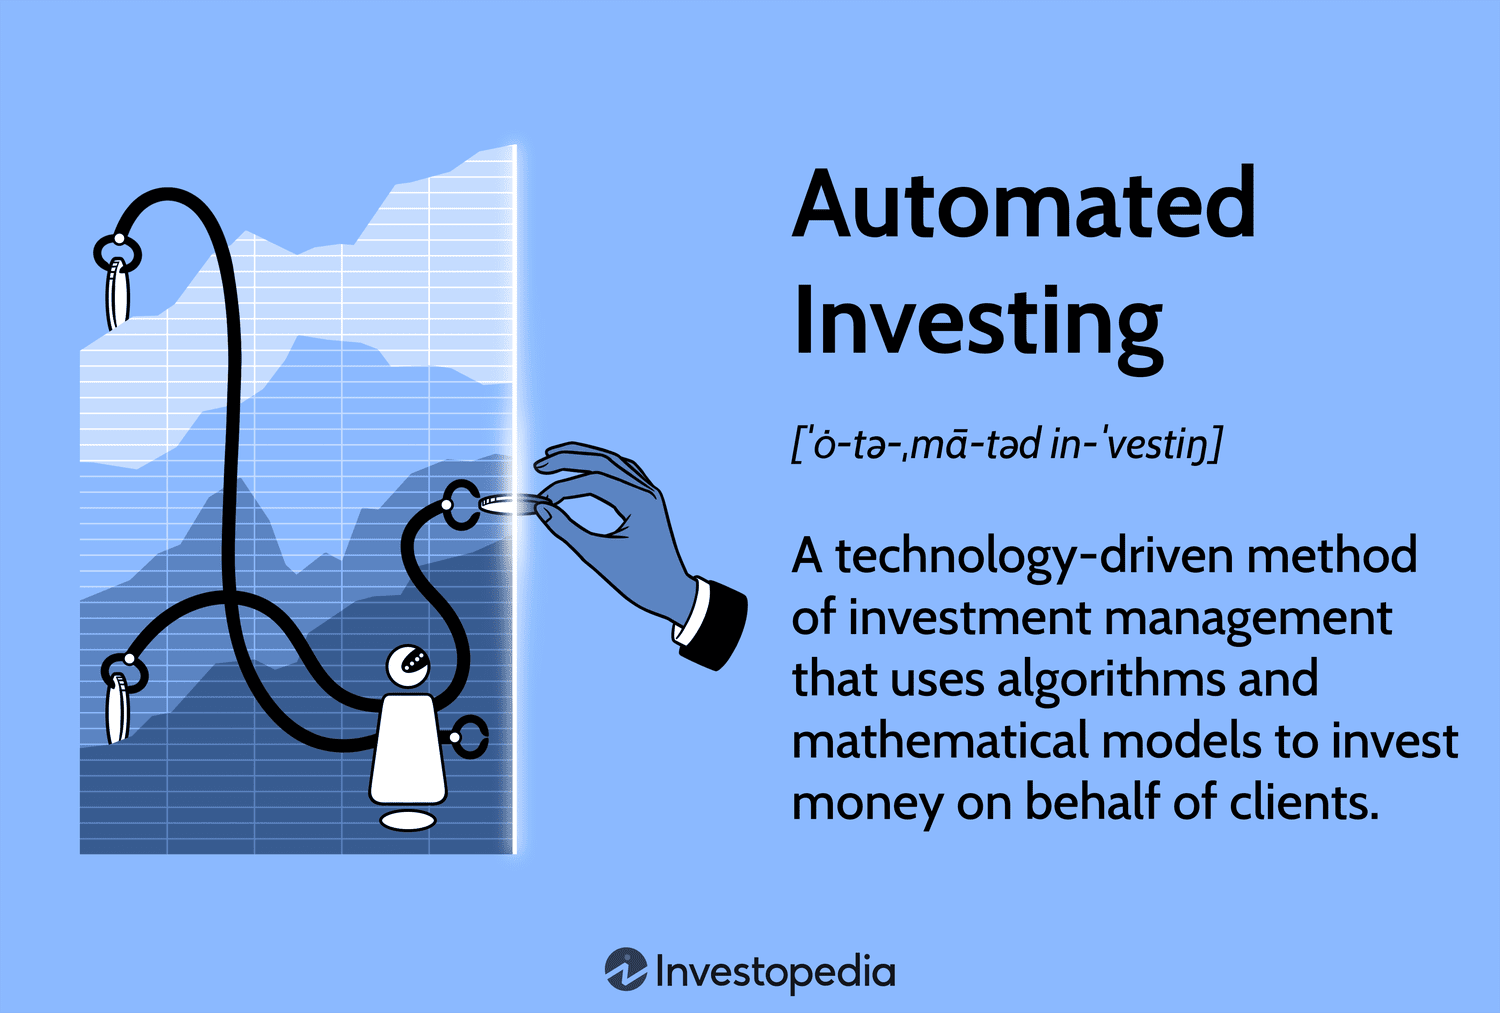 Automated
Investing
[ˈȯ-tə-ˌmā-təd in-ˈvestiŋ]
A technology-driven method
of investment management
that uses algorithms and
mathematical models to invest
money on behalf of clients.
Investopedia